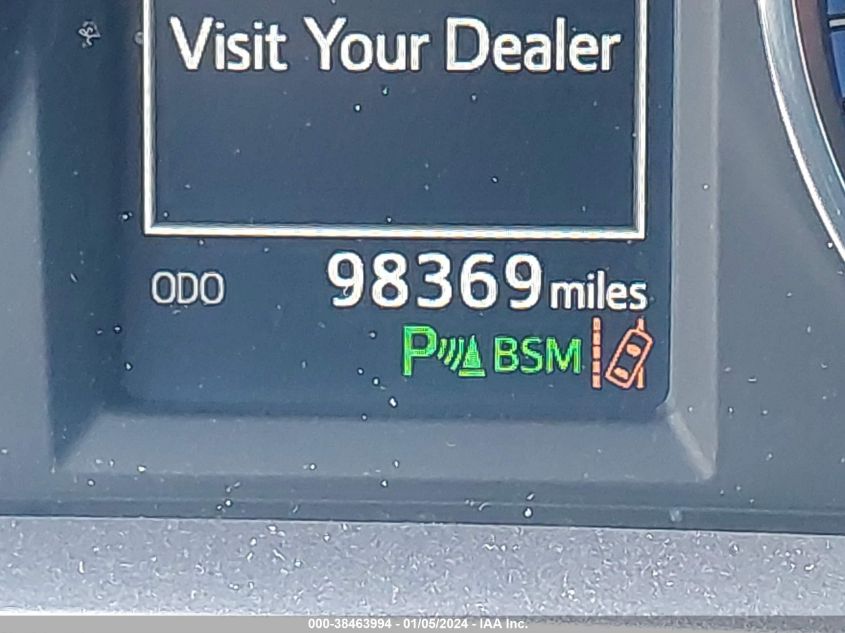 Visit Your Dealer
ODO 98369 miles
P BSM
000-38463994 - 01/05/2024 - IAA Inc.